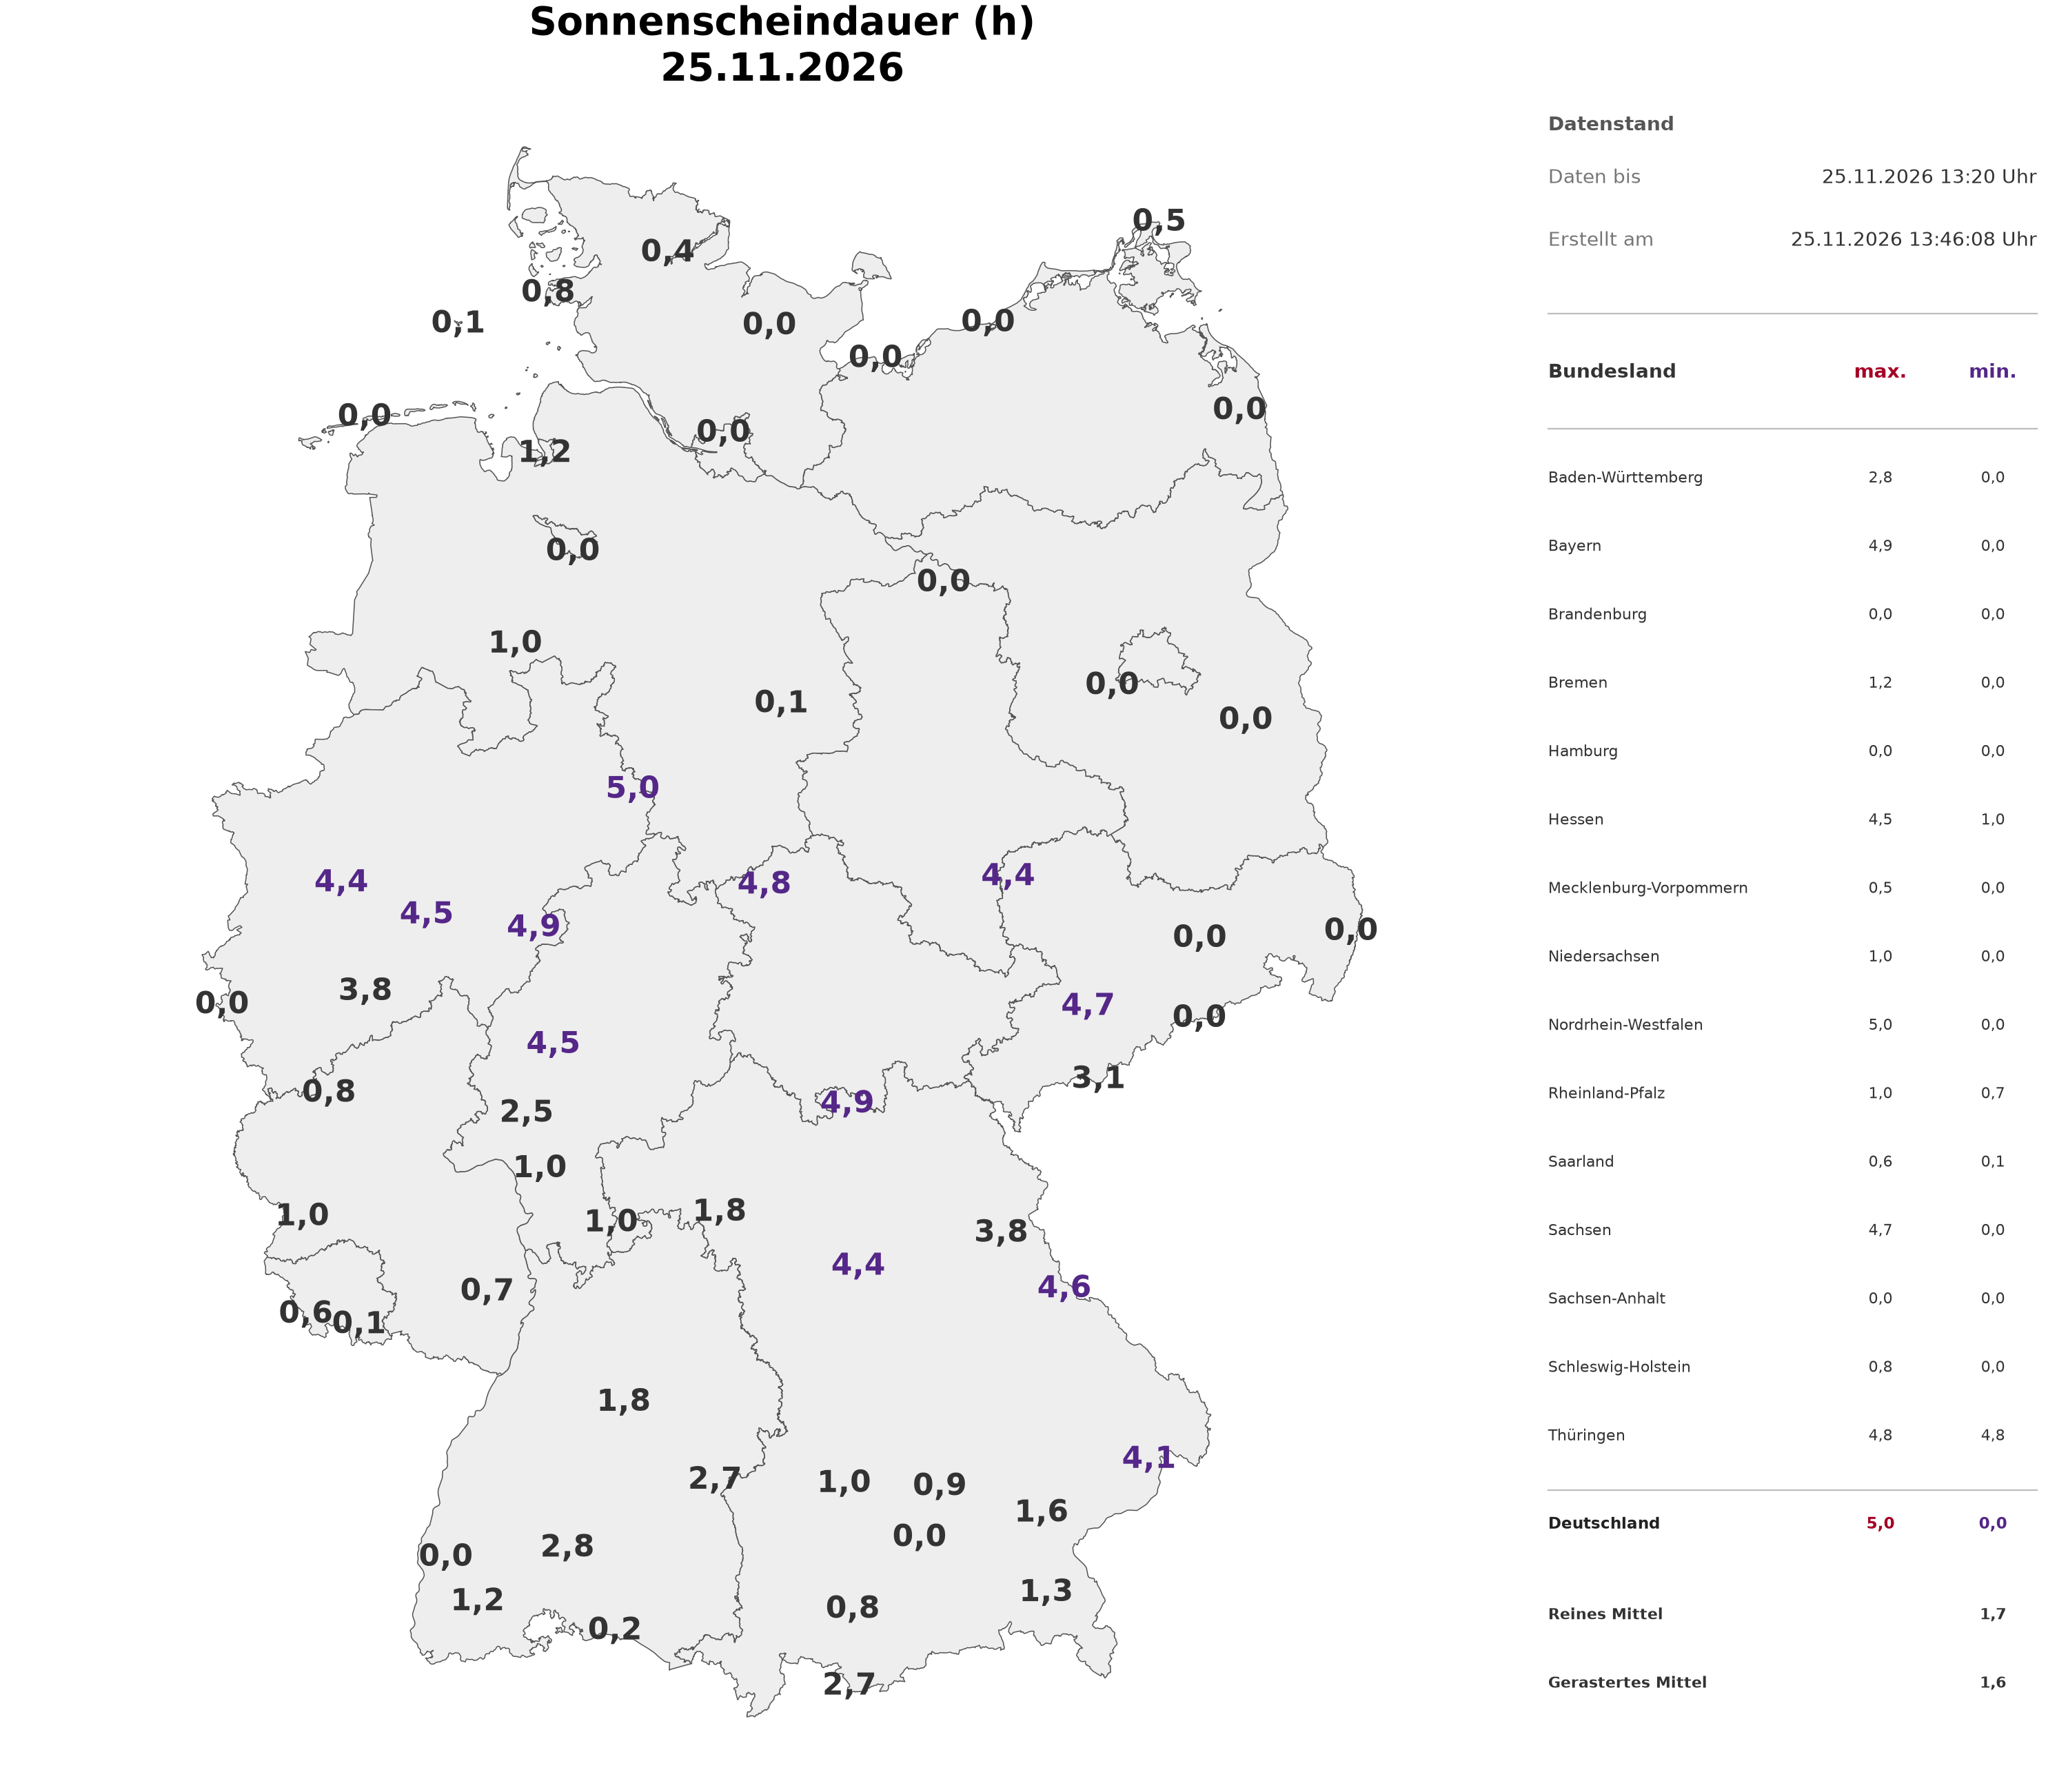 Sonnenscheindauer (h)
25.11.2026
Datenstand
Daten bis 25.11.2026 13:20 Uhr
Erstellt am 25.11.2026 13:46:08 Uhr
Bundesland max. min.
Baden-Württemberg 2,8 0,0
Bayern 4,9 0,0
Brandenburg 0,0 0,0
Bremen 1,2 0,0
Hamburg 0,0 0,0
Hessen 4,5 1,0
Mecklenburg-Vorpommern 0,5 0,0
Niedersachsen 1,0 0,0
Nordrhein-Westfalen 5,0 0,0
Rheinland-Pfalz 1,0 0,7
Saarland 0,6 0,1
Sachsen 4,7 0,0
Sachsen-Anhalt 0,0 0,0
Schleswig-Holstein 0,8 0,0
Thüringen 4,8 4,8
Deutschland 5,0 0,0
Reines Mittel 1,7
Gerastertes Mittel 1,6
0,5
0,4
0,8
0,1
0,0
0,0
0,0
0,0
0,0
0,0
1,2
0,0
0,0
1,0
0,0
0,1
0,0
5,0
4,4
4,8
4,4
4,5
4,9
0,0
0,0
3,8
0,0
4,7
0,0
4,5
3,1
0,8
4,9
2,5
1,0
1,0
1,8
1,0
3,8
4,4
4,6
0,7
0,6
0,1
1,8
4,1
2,7
1,0
0,9
1,6
0,0
2,8
0,0
1,3
1,2
0,8
0,2
2,7